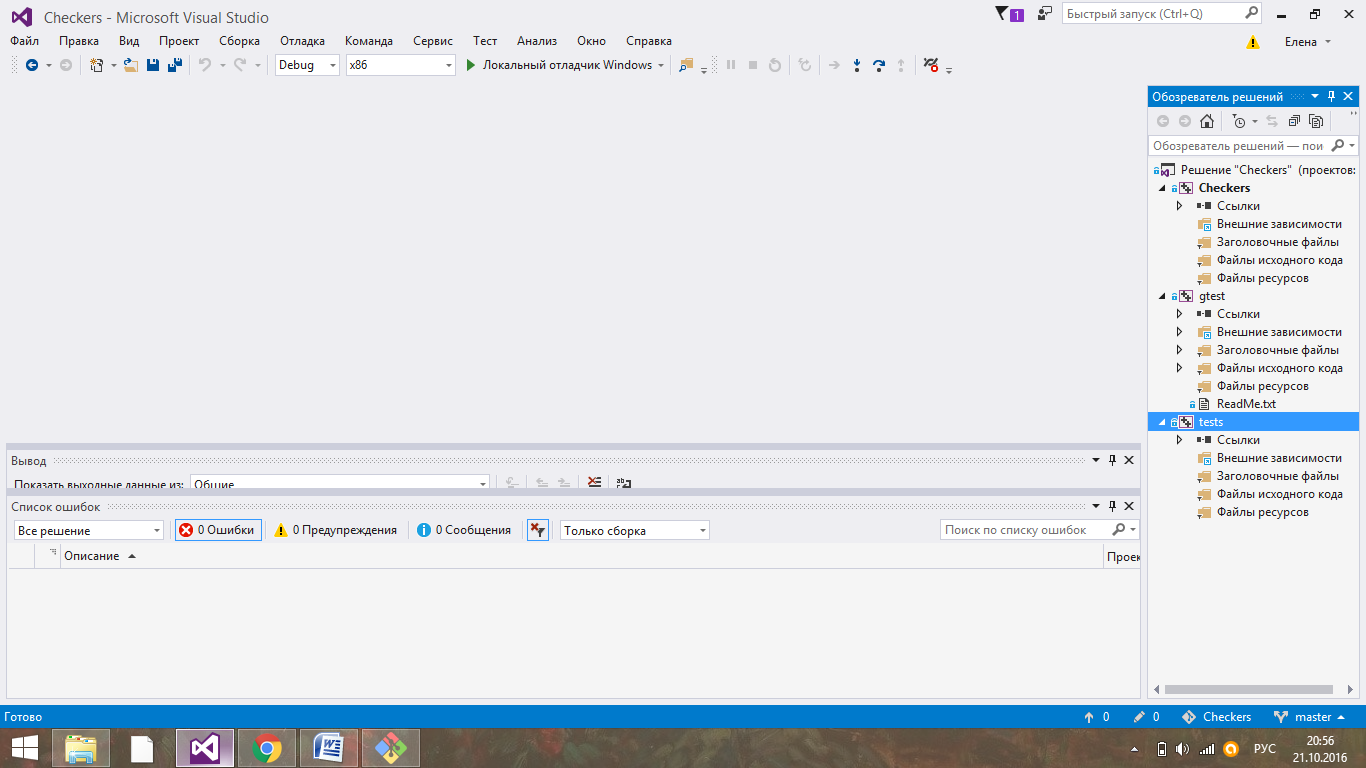 Checkers - Microsoft Visual Studio
1
Быстрый запуск (Ctrl+Q)
Файл Правка Вид Проект Сборка Отладка Команда Сервис Тест Анализ Окно Справка
Елена
Debug x86 Локальный отладчик Windows
Обозреватель решений
Обозреватель решений — пои
Решение "Checkers" (проектов:
Checkers
Ссылки
Внешние зависимости
Заголовочные файлы
Файлы исходного кода
Файлы ресурсов
gtest
Ссылки
Внешние зависимости
Заголовочные файлы
Файлы исходного кода
Файлы ресурсов
ReadMe.txt
tests
Ссылки
Внешние зависимости
Заголовочные файлы
Файлы исходного кода
Файлы ресурсов
Вывод
Показать выходные данные из: Общие
Список ошибок
Все решение 0 Ошибки 0 Предупреждения 0 Сообщения Только сборка Поиск по списку ошибок
Описание Проек
Готово 0 0 Checkers master
РУС
20:56
21.10.2016